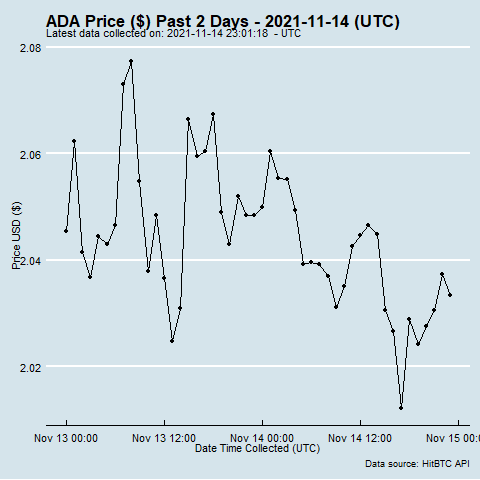 ADA Price ($) Past 2 Days - 2021-11-14 (UTC)
Latest data collected on: 2021-11-14 23:01:18 - UTC
2.08
2.06
2.04
2.02
Price USD ($)
Nov 13 00:00 Nov 13 12:00 Nov 14 00:00 Nov 14 12:00 Nov 15 00:
Date Time Collected (UTC)
Data source: HitBTC API